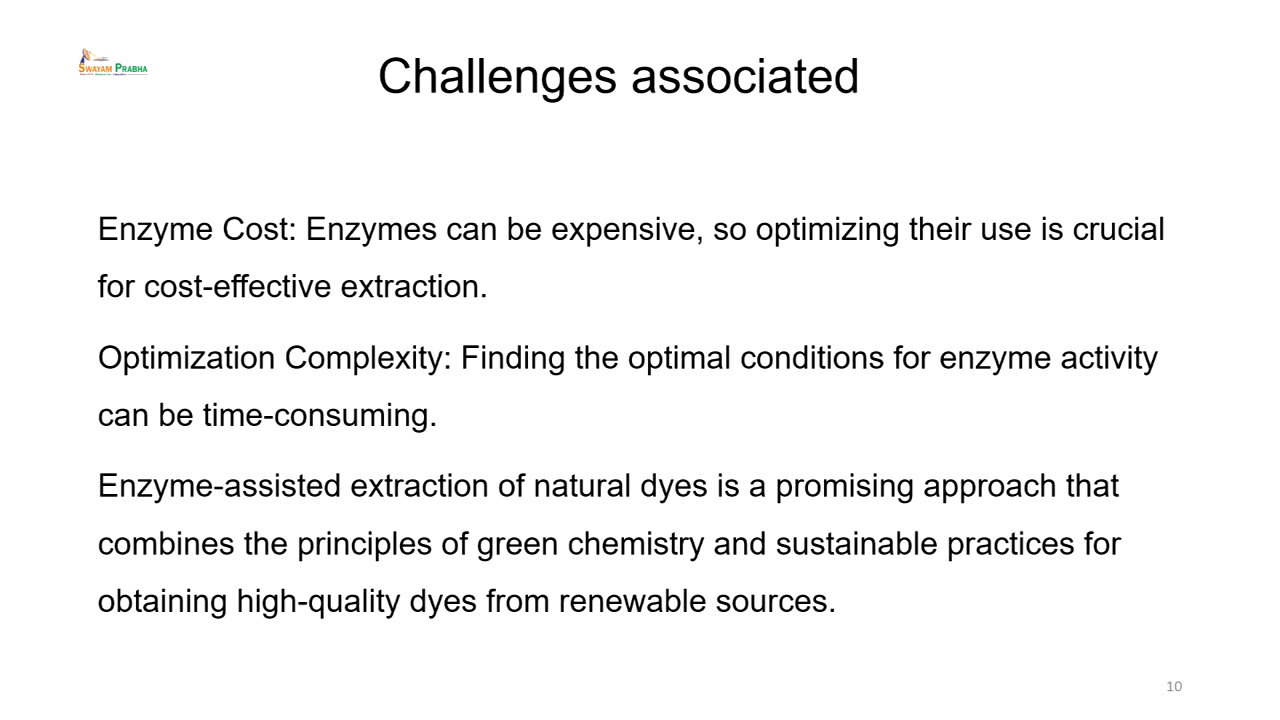 SWAYAM PRABHA
Challenges associated
Enzyme Cost: Enzymes can be expensive, so optimizing their use is crucial
for cost-effective extraction.
Optimization Complexity: Finding the optimal conditions for enzyme activity
can be time-consuming.
Enzyme-assisted extraction of natural dyes is a promising approach that
combines the principles of green chemistry and sustainable practices for
obtaining high-quality dyes from renewable sources.
10